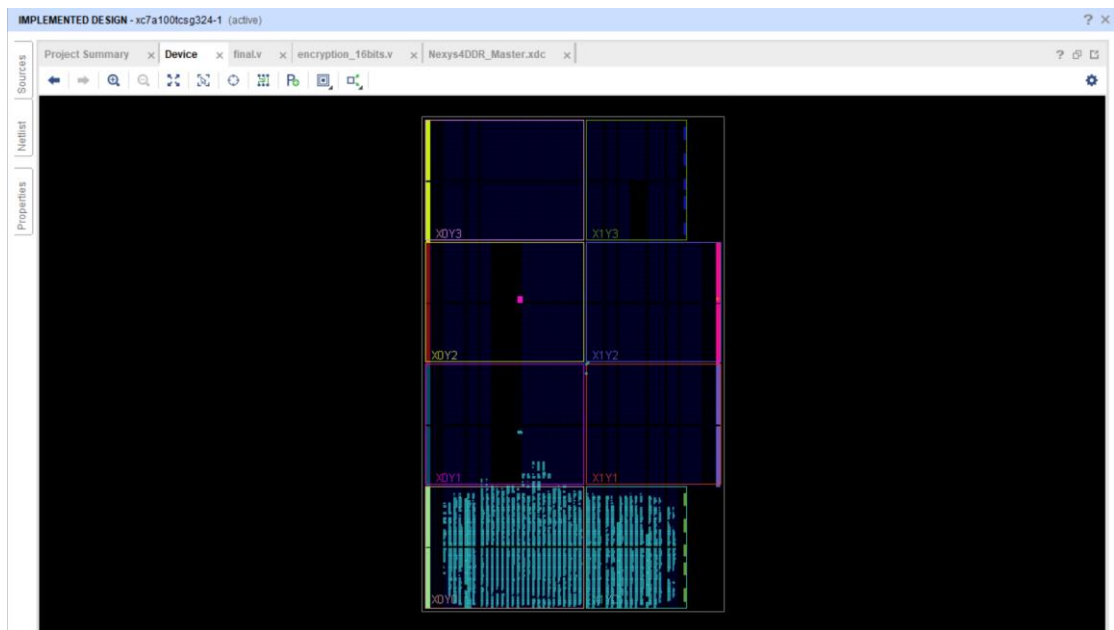 IMPLEMENTED DESIGN - xc7a100tcsg324-1 (active) ? ×
Sources
Netlist
Properties
Project Summary × Device × final.v × encryption_16bits.v × Nexys4DDR_Master.xdc × ?
X0Y3 X1Y3
X0Y2 X1Y2
X0Y1 X1Y1